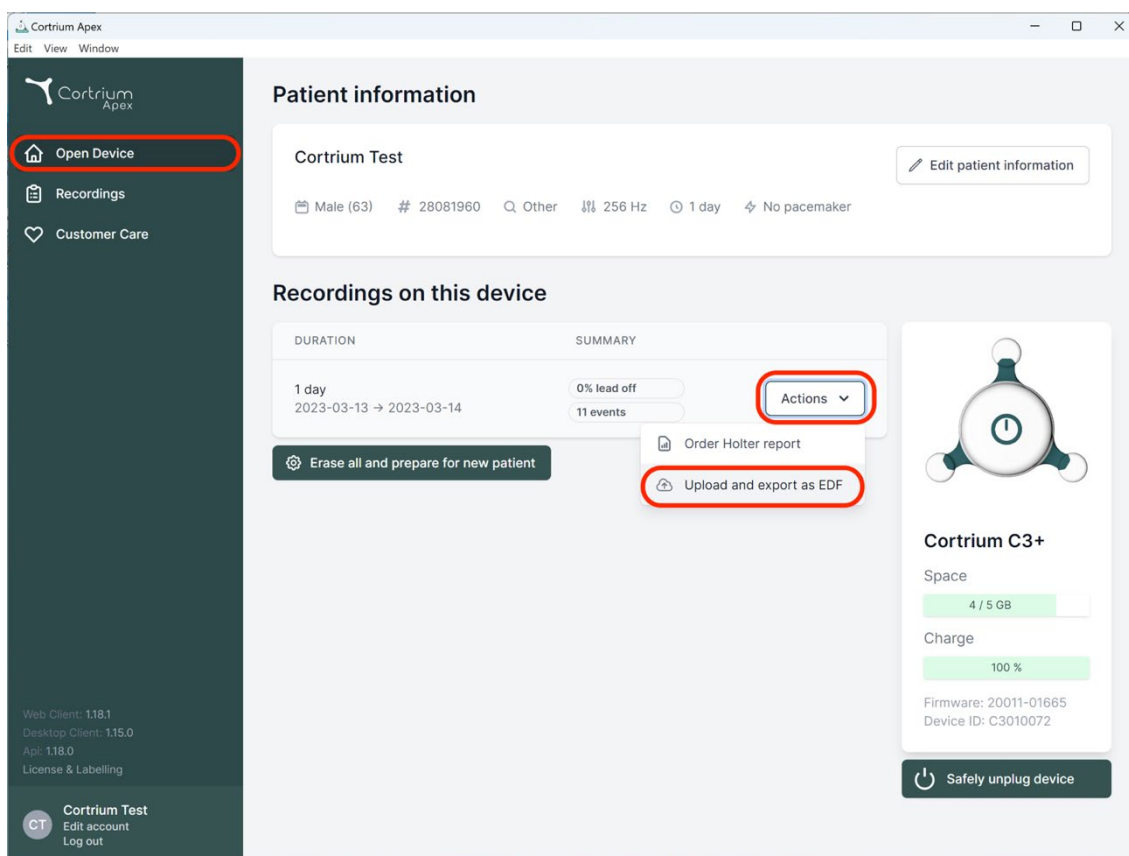 Cortrium Apex
Edit View Window
Cortrium
Apex
Open Device
Recordings
Customer Care
Web Client: 1.18.1
Desktop Client: 1.15.0
Api: 1.18.0
License & Labelling
CT
Cortrium Test
Edit account
Log out
Patient information
Cortrium Test
Edit patient information
Male (63) # 28081960 Other 256 Hz 1 day No pacemaker
Recordings on this device
DURATION SUMMARY
1 day
2023-03-13 → 2023-03-14
0% lead off
11 events
Actions
Order Holter report
Upload and export as EDF
Erase all and prepare for new patient
Cortrium C3+
Space
4 / 5 GB
Charge
100 %
Firmware: 20011-01665
Device ID: C3010072
Safely unplug device